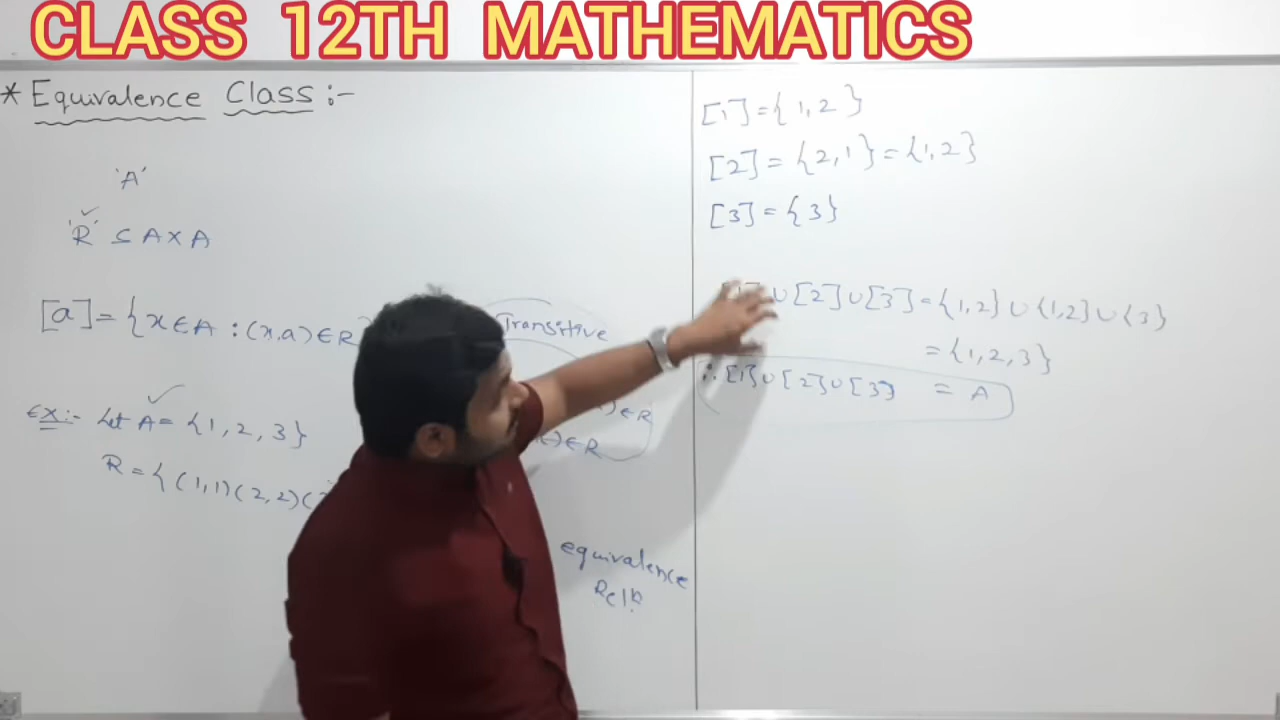 CLASS 12TH MATHEMATICS
* Equivalence Class :-
'A'
'R' ⊆ A × A
[a] = { x ∈ A : (x,a) ∈ R
Transitive
) ∈ R
) ∈ R
Ex:- Let A = {1, 2, 3}
R = { (1,1) (2,2) (
equivalence
[1] = { 1, 2 }
[2] = {2, 1} = {1, 2}
[3] = { 3 }
∪ [2] ∪ [3] = {1, 2} ∪ {1,2} ∪ {3}
= {1, 2, 3}
∴ [1] ∪ [2] ∪ [3] = A